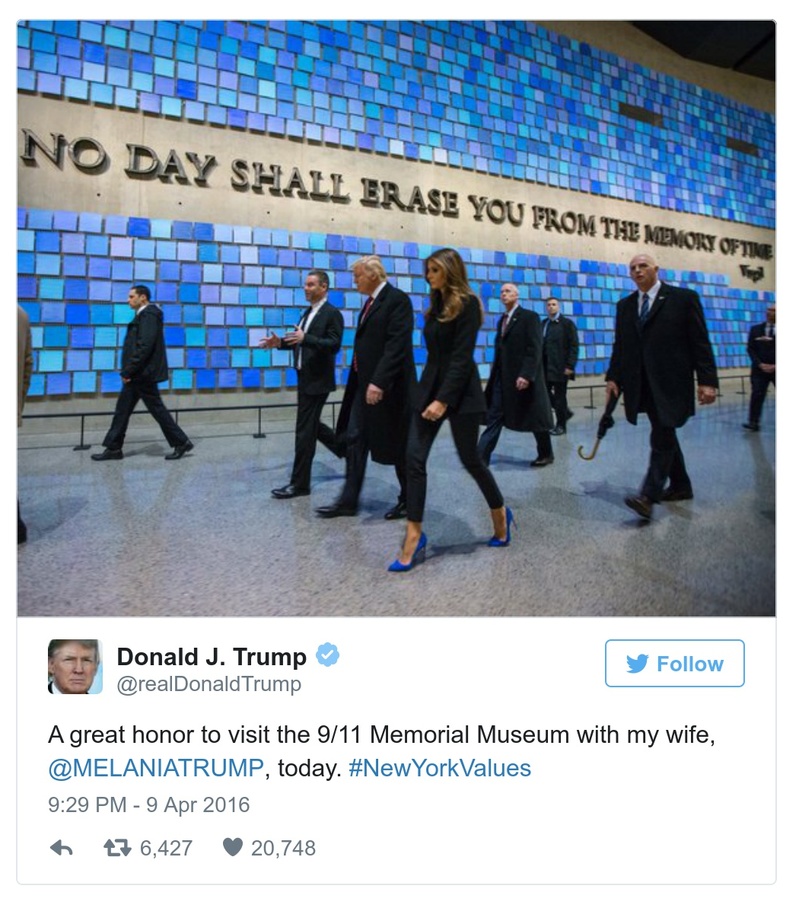 NO DAY SHALL ERASE YOU FROM THE MEMORY OF TIME
Virgil
Donald J. Trump
@realDonaldTrump
Follow
A great honor to visit the 9/11 Memorial Museum with my wife,
@MELANIATRUMP, today. #NewYorkValues
9:29 PM - 9 Apr 2016
6,427 20,748